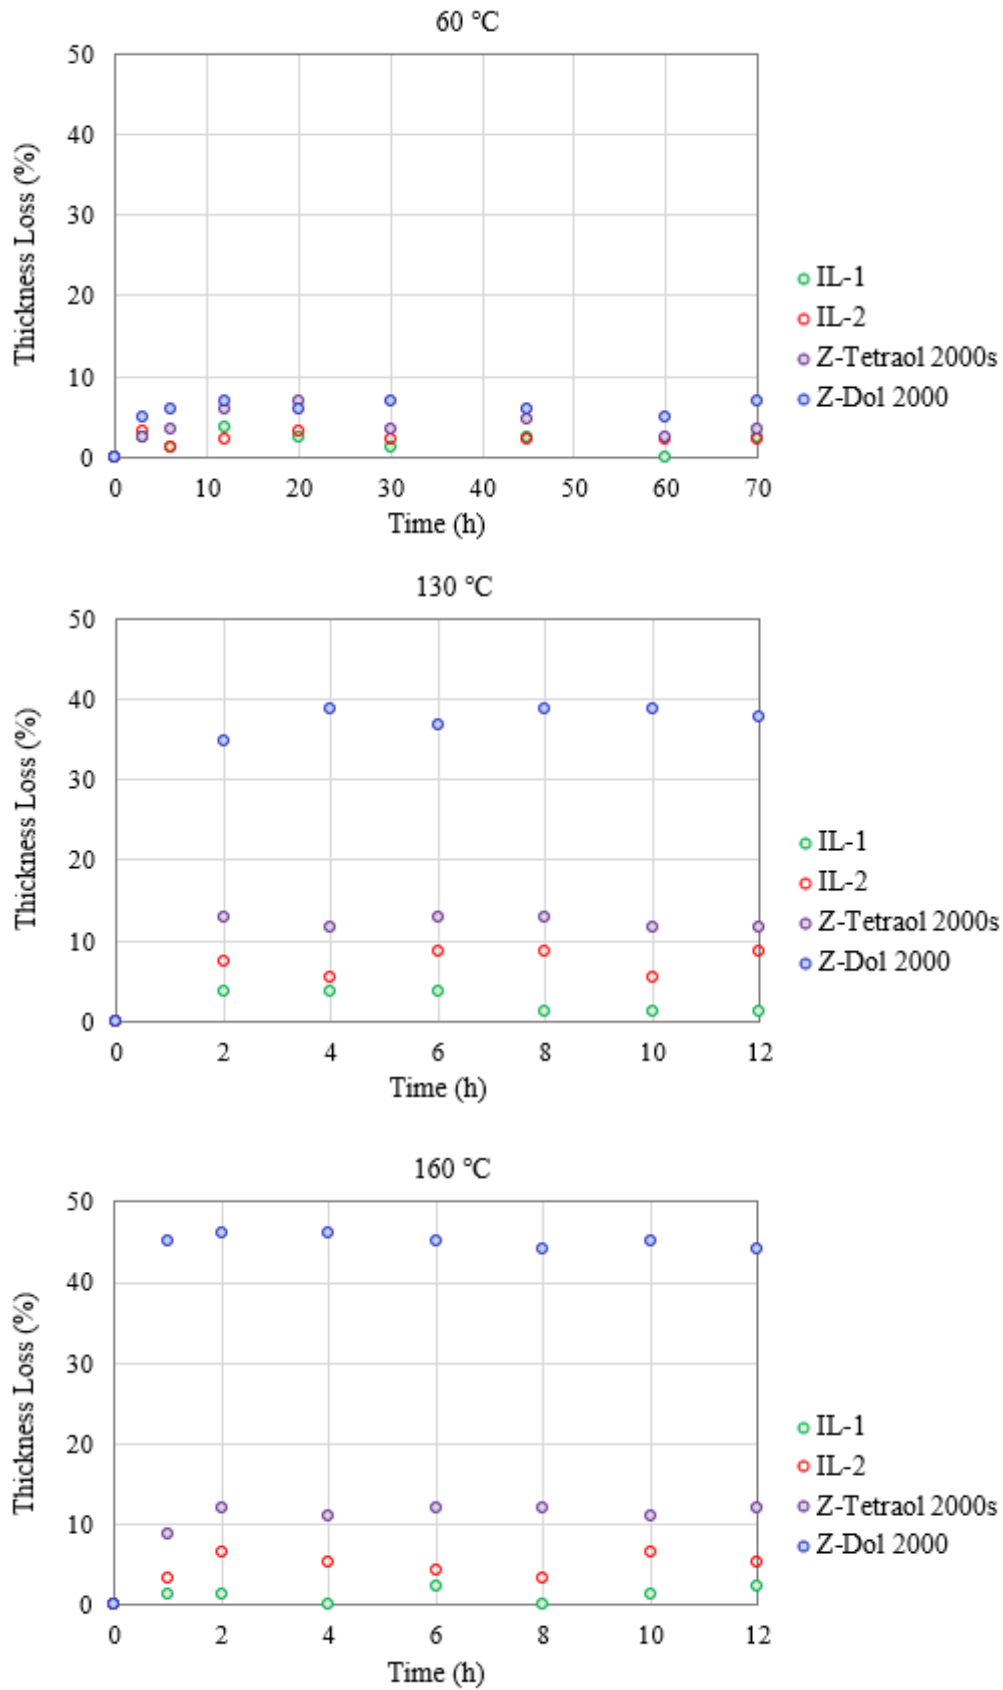 60 °C
50
40
30
20
10
0
Thickness Loss (%)
0 10 20 30 40 50 60 70
Time (h)
IL-1
IL-2
Z-Tetraol 2000s
Z-Dol 2000
130 °C
50
40
30
20
10
0
Thickness Loss (%)
0 2 4 6 8 10 12
Time (h)
IL-1
IL-2
Z-Tetraol 2000s
Z-Dol 2000
160 °C
50
40
30
20
10
0
Thickness Loss (%)
0 2 4 6 8 10 12
Time (h)
IL-1
IL-2
Z-Tetraol 2000s
Z-Dol 2000